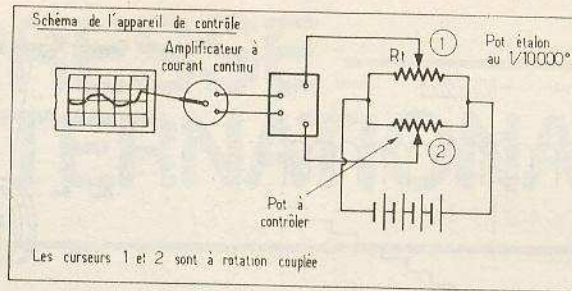 Schéma de l'appareil de contrôle
Amplificateur à
courant continu
Rt
1
Pot étalon
au 1/10000°
2
Pot à
contrôler
Les curseurs 1 et 2 sont à rotation couplée